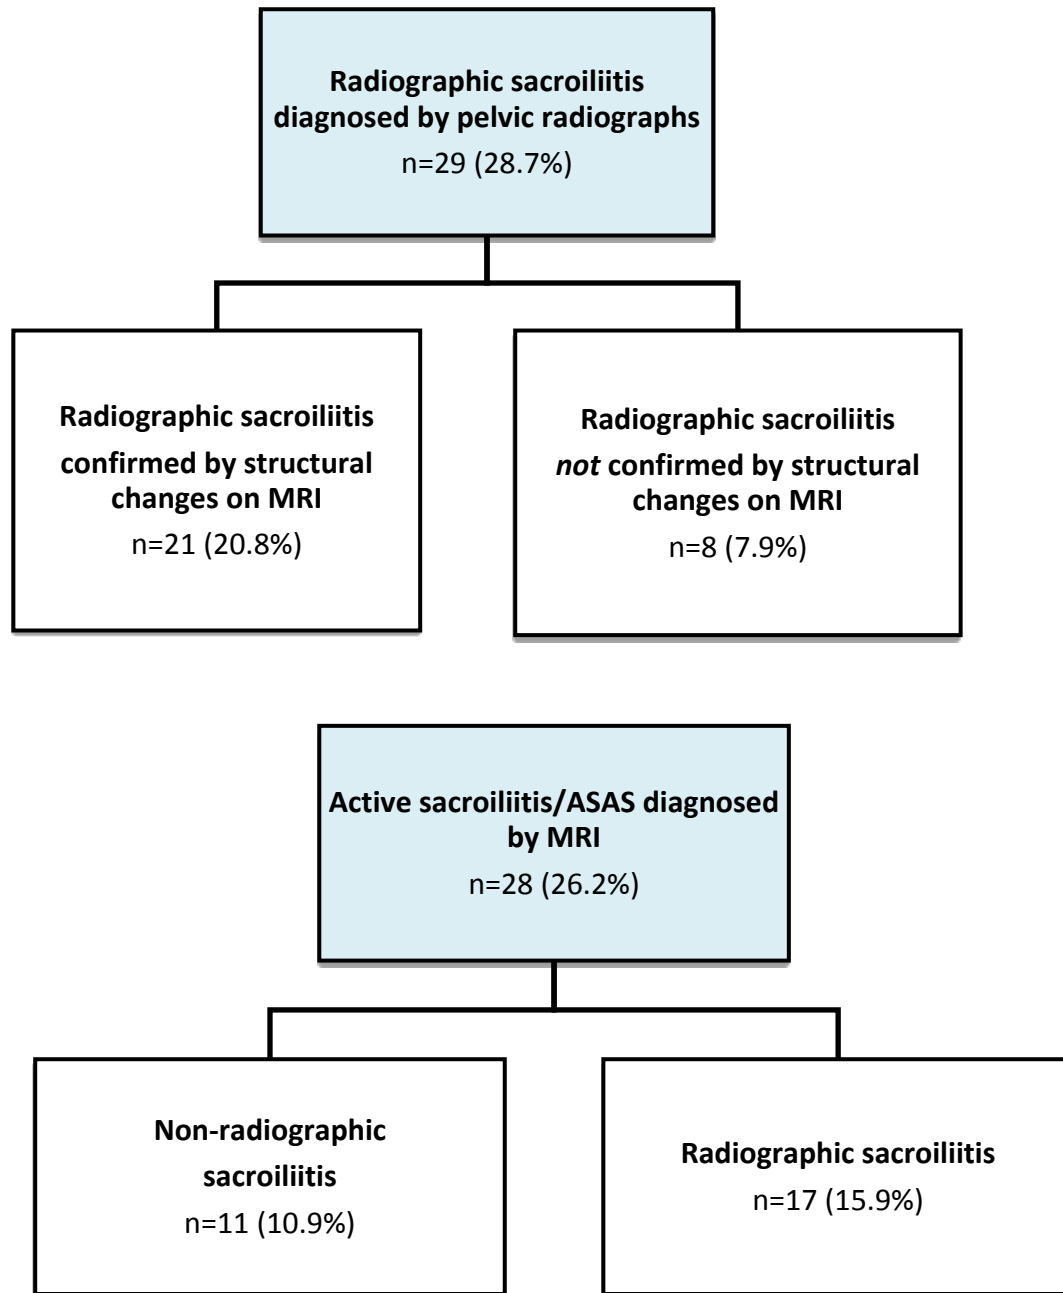 Radiographic sacroiliitis
diagnosed by pelvic radiographs
n=29 (28.7%)
Radiographic sacroiliitis
confirmed by structural
changes on MRI
n=21 (20.8%)
Radiographic sacroiliitis
not confirmed by structural
changes on MRI
n=8 (7.9%)
Active sacroiliitis/ASAS diagnosed
by MRI
n=28 (26.2%)
Non-radiographic
sacroiliitis
n=11 (10.9%)
Radiographic sacroiliitis
n=17 (15.9%)